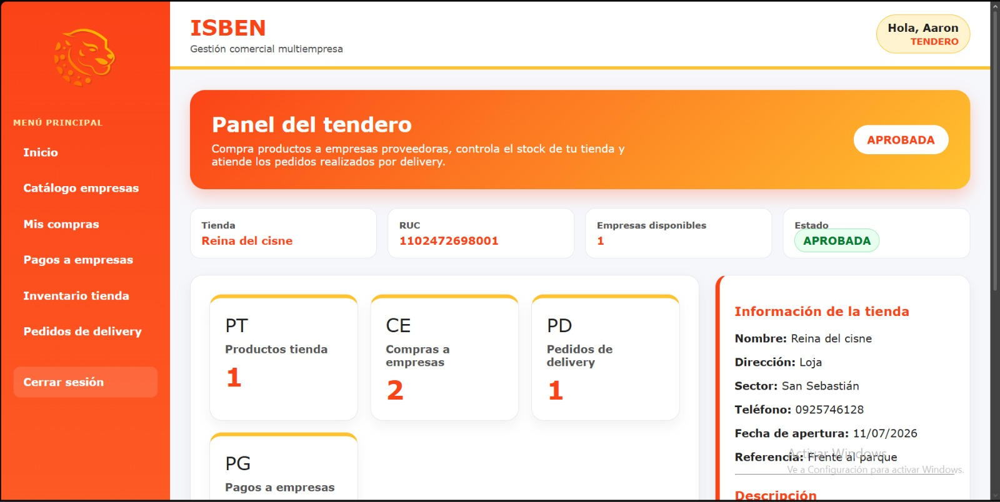 MENÚ PRINCIPAL
Inicio
Catálogo empresas
Mis compras
Pagos a empresas
Inventario tienda
Pedidos de delivery
Cerrar sesión
ISBEN
Gestión comercial multiempresa
Hola, Aaron
TENDERO
Panel del tendero
Compra productos a empresas proveedoras, controla el stock de tu tienda y
atiende los pedidos realizados por delivery.
APROBADA
Tienda
Reina del cisne
RUC
1102472698001
Empresas disponibles
1
Estado
APROBADA
PT
Productos tienda
1
CE
Compras a
empresas
2
PD
Pedidos de
delivery
1
PG
Pagos a empresas
Información de la tienda
Nombre: Reina del cisne
Dirección: Loja
Sector: San Sebastián
Teléfono: 0925746128
Fecha de apertura: 11/07/2026
Referencia: Frente al parque
Descripción
Activar Windows
Ve a Configuración para activar Windows.